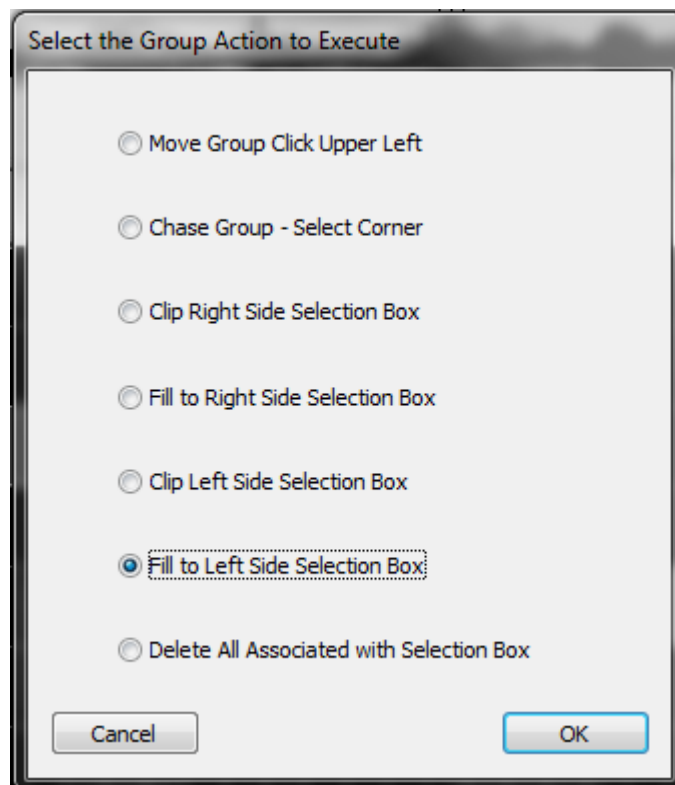 Select the Group Action to Execute
Move Group Click Upper Left
Chase Group - Select Corner
Clip Right Side Selection Box
Fill to Right Side Selection Box
Clip Left Side Selection Box
Fill to Left Side Selection Box
Delete All Associated with Selection Box
Cancel
OK